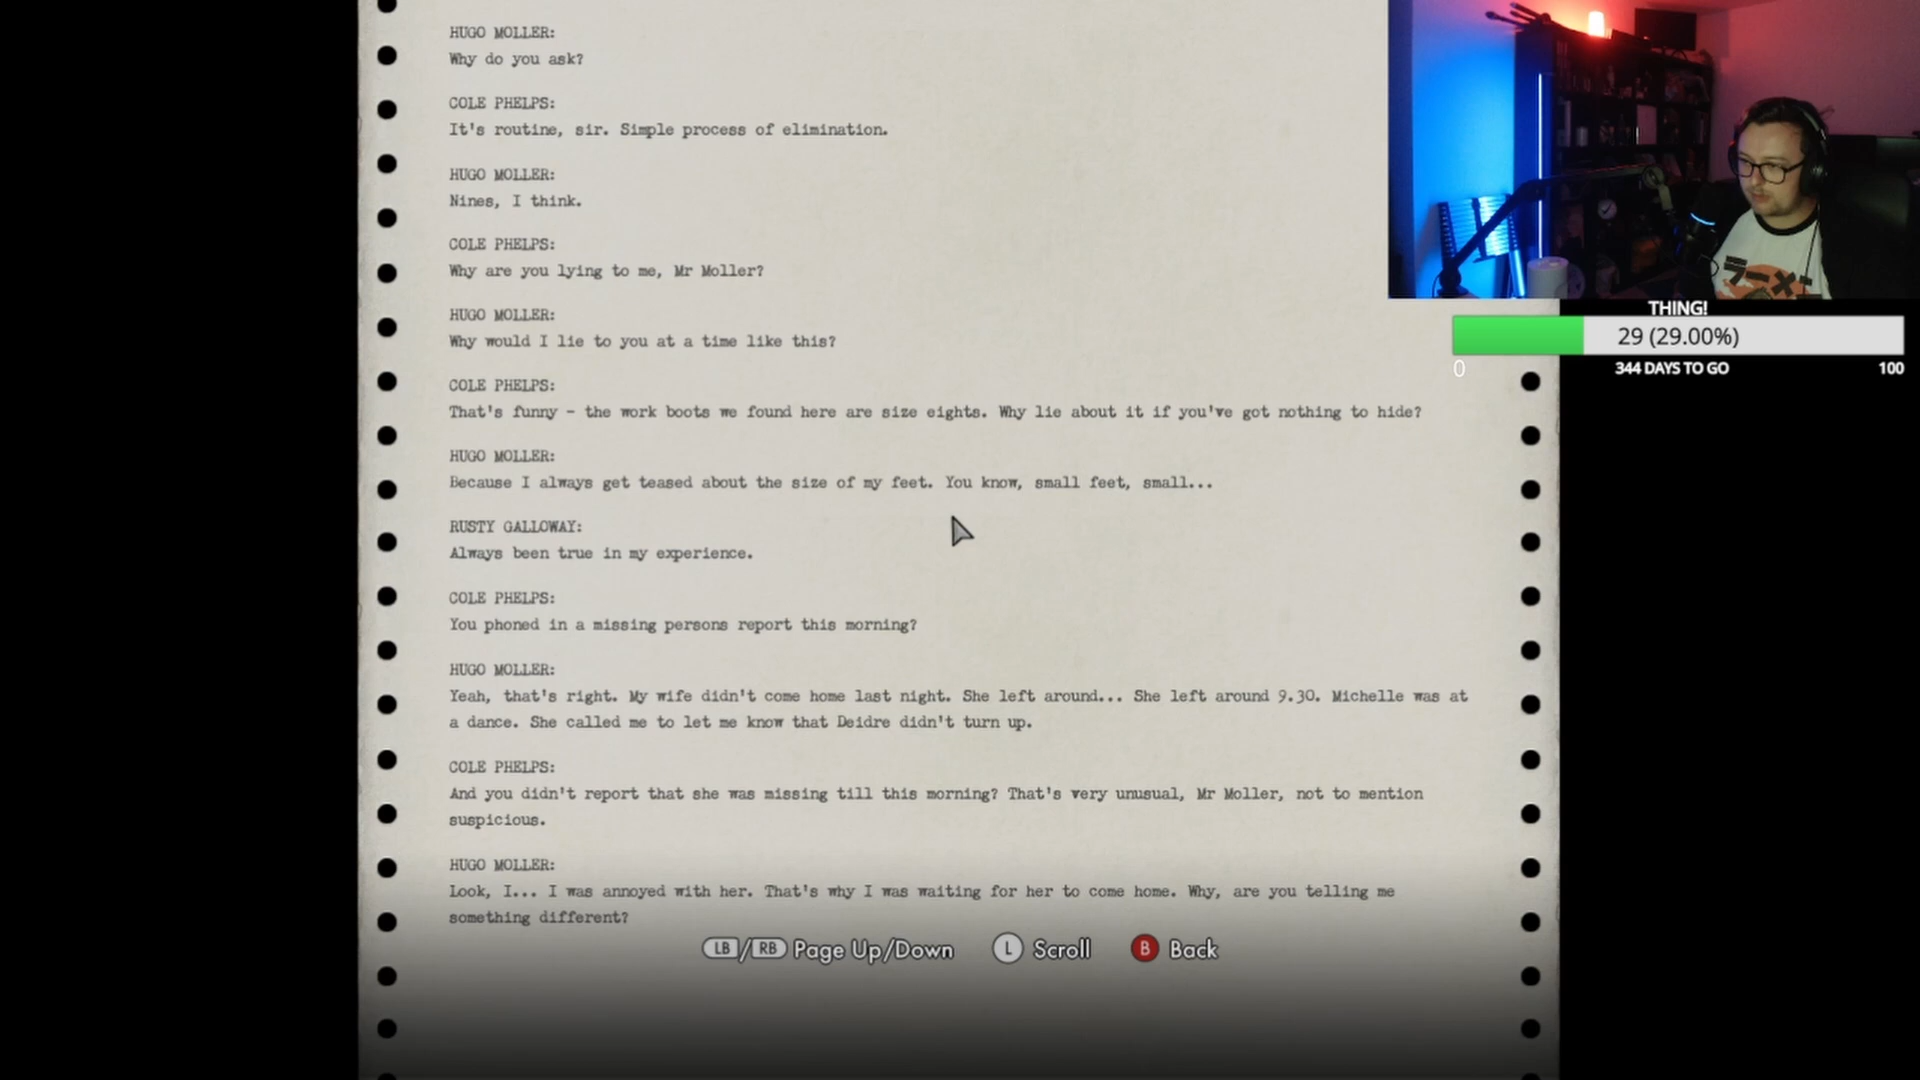 HUGO MOLLER:
Why do you ask?
COLE PHELPS:
It's routine, sir. Simple process of elimination.
HUGO MOLLER:
Nines, I think.
COLE PHELPS:
Why are you lying to me, Mr Moller?
HUGO MOLLER:
Why would I lie to you at a time like this?
COLE PHELPS:
That's funny - the work boots we found here are size eights. Why lie about it if you've got nothing to hide?
HUGO MOLLER:
Because I always get teased about the size of my feet. You know, small feet, small...
RUSTY GALLOWAY:
Always been true in my experience.
COLE PHELPS:
You phoned in a missing persons report this morning?
HUGO MOLLER:
Yeah, that's right. My wife didn't come home last night. She left around... She left around 9.30. Michelle was at
a dance. She called me to let me know that Deidre didn't turn up.
COLE PHELPS:
And you didn't report that she was missing till this morning? That's very unusual, Mr Moller, not to mention
suspicious.
HUGO MOLLER:
Look, I... I was annoyed with her. That's why I was waiting for her to come home. Why, are you telling me
something different?
LB/RB Page Up/Down L Scroll B Back
ラーメン
THING!
29 (29.00%)
0 344 DAYS TO GO 100